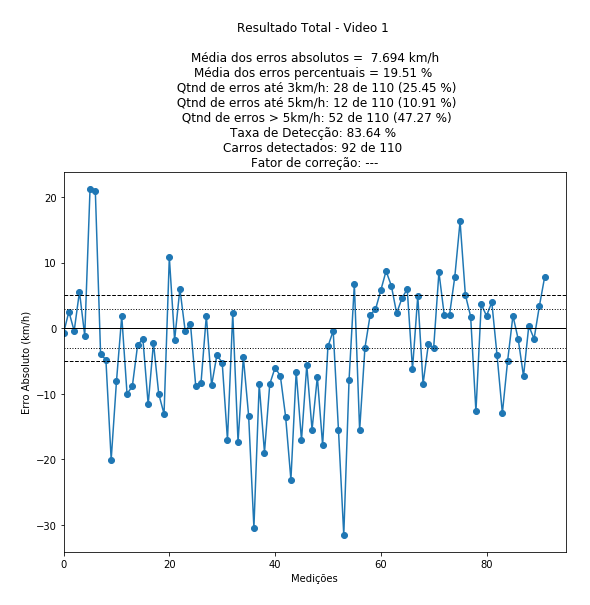 Resultado Total - Video 1
Média dos erros absolutos =  7.694 km/h
Média dos erros percentuais = 19.51 %
Qtnd de erros até 3km/h: 28 de 110 (25.45 %)
Qtnd de erros até 5km/h: 12 de 110 (10.91 %)
Qtnd de erros > 5km/h: 52 de 110 (47.27 %)
Taxa de Detecção: 83.64 %
Carros detectados: 92 de 110
Fator de correção: ---
Erro Absoluto (km/h)
20
10
0
−10
−20
−30
0 20 40 60 80
Medições